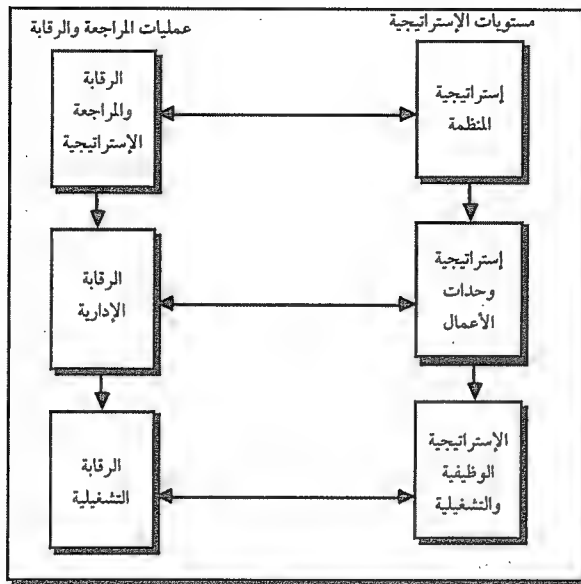 مستويات الإستراتيجية
عمليات المراجعة والرقابة
إستراتيجية
المنظمة
الرقابة
والمراجعة
الإستراتيجية
إستراتيجية
وحدات
الأعمال
الرقابة
الإدارية
الإستراتيجية
الوظيفية
والتشغيلية
الرقابة
التشغيلية